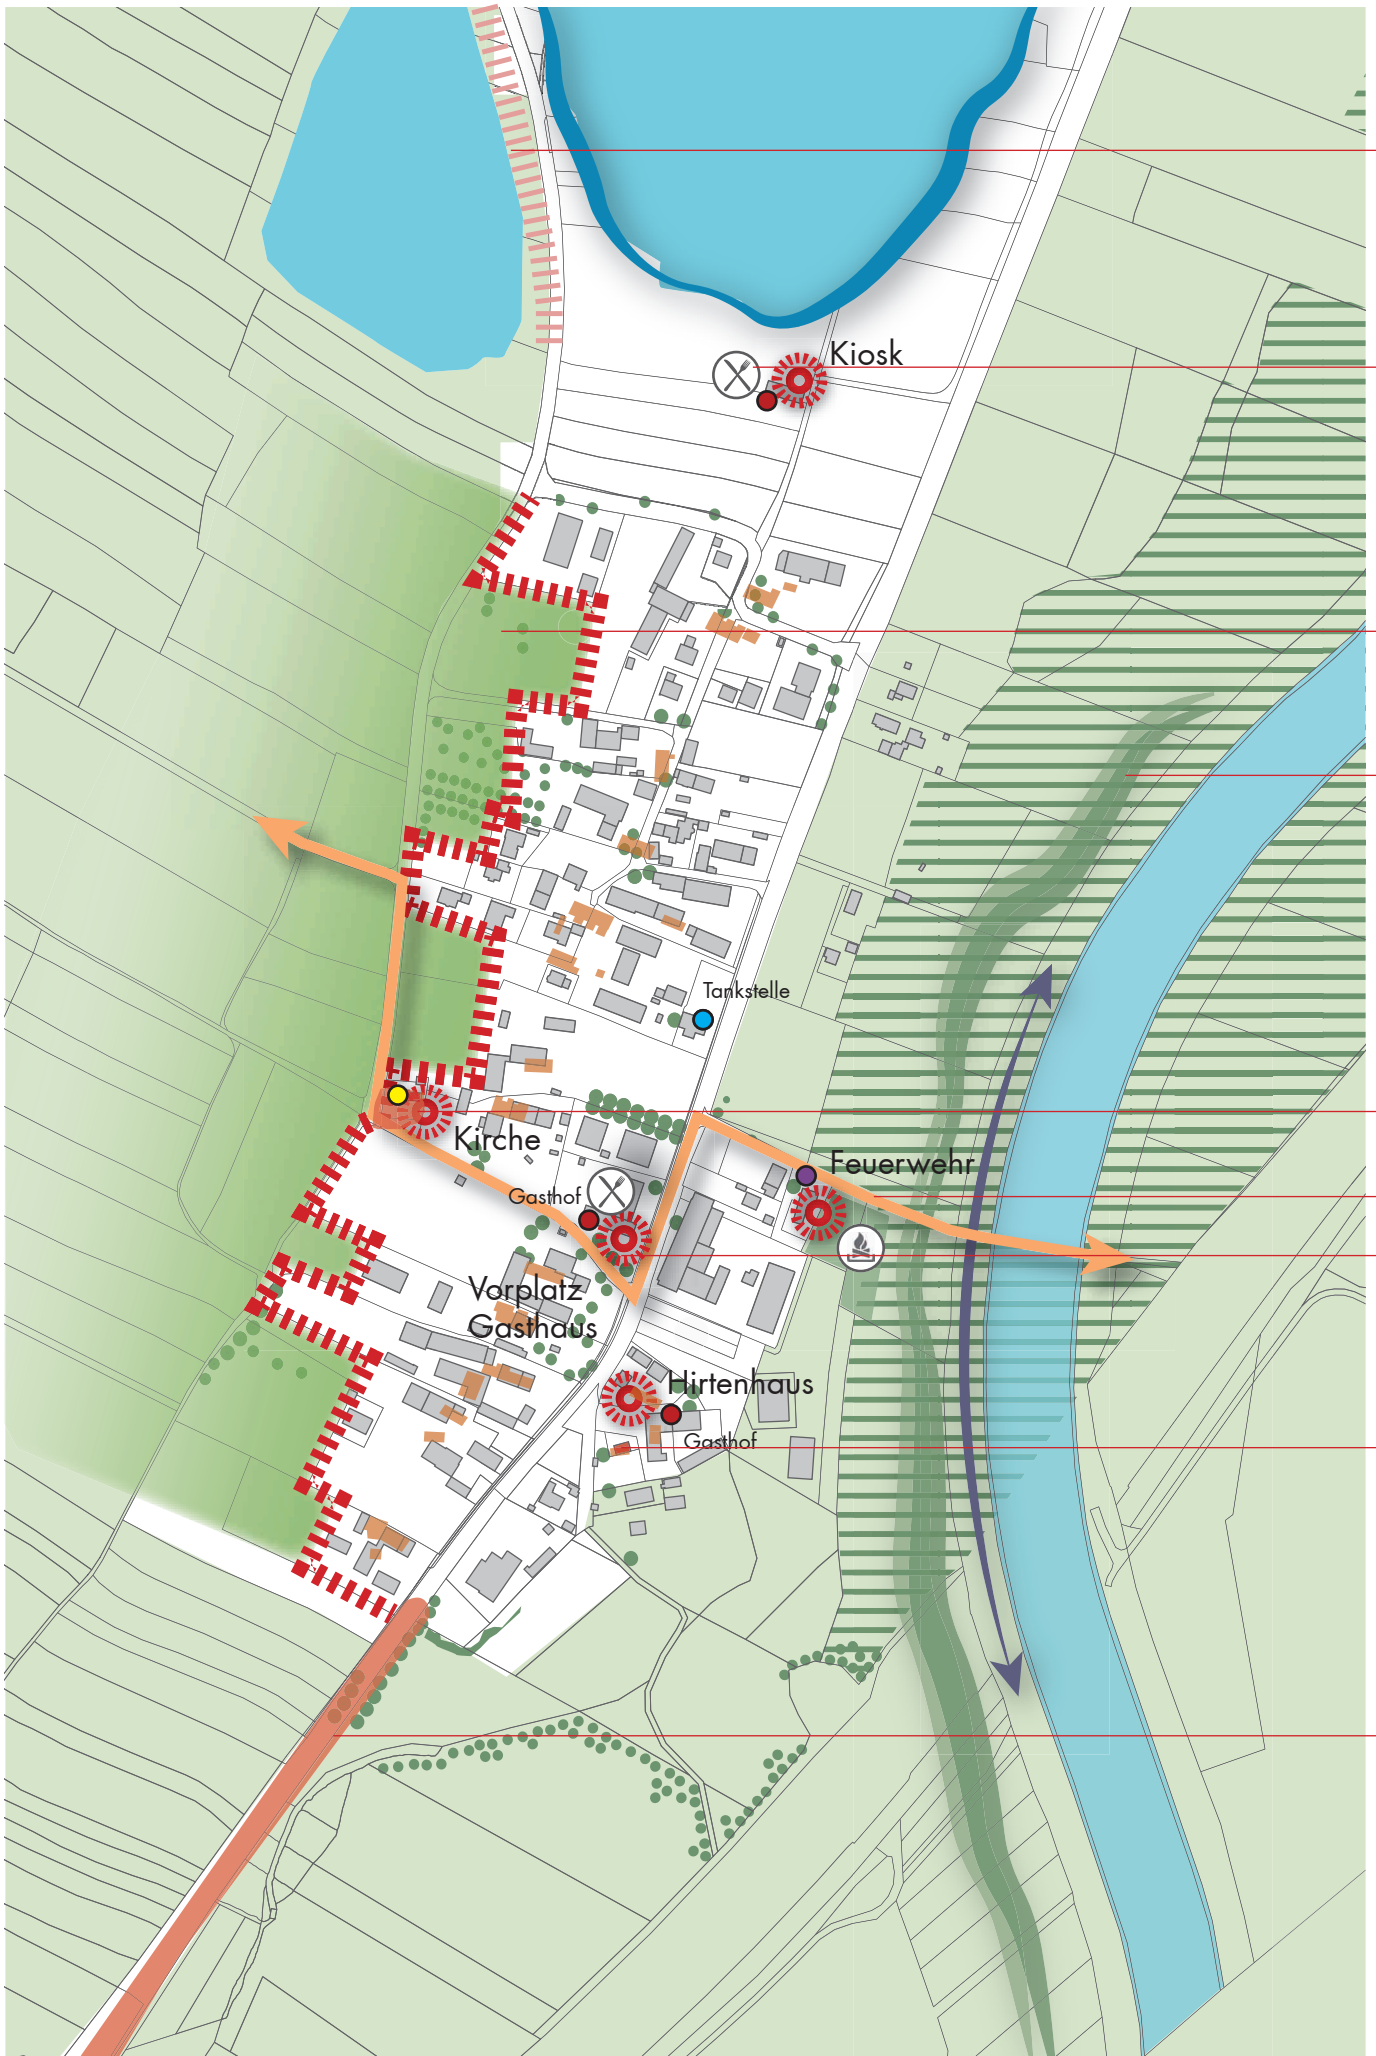 Kiosk
Tankstelle
Kirche
Feuerwehr
Gasthof
Vorplatz
Gasthaus
Hirtenhaus
Gasthof